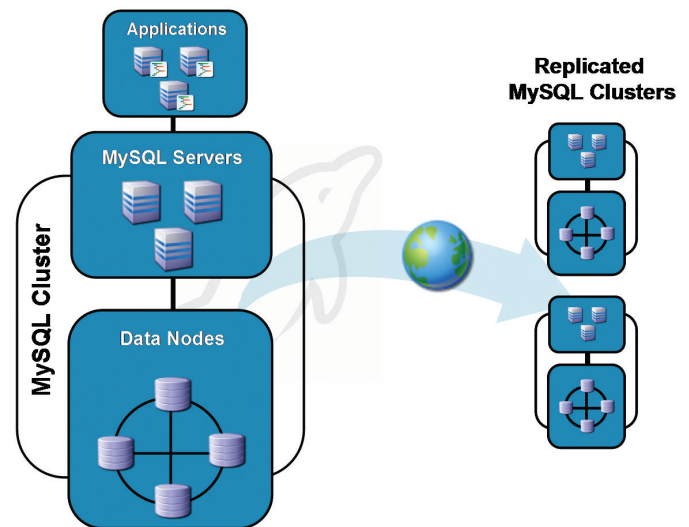 Applications
MySQL Servers
MySQL Cluster
Data Nodes
Replicated
MySQL Clusters